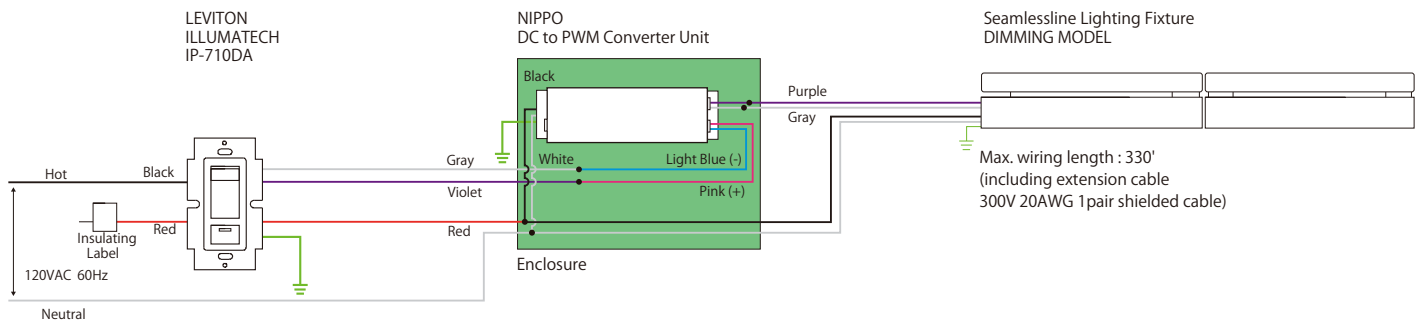 LEVITON
ILLUMATECH
IP-710DA
NIPPO
DC to PWM Converter Unit
Seamlessline Lighting Fixture
DIMMING MODEL
Black
Purple
Gray
Gray
White
Light Blue (-)
Hot
Black
Violet
Pink (+)
Max. wiring length : 330'
(including extension cable
300V 20AWG 1pair shielded cable)
Insulating
Label
Red
Red
Enclosure
120VAC 60Hz
Neutral